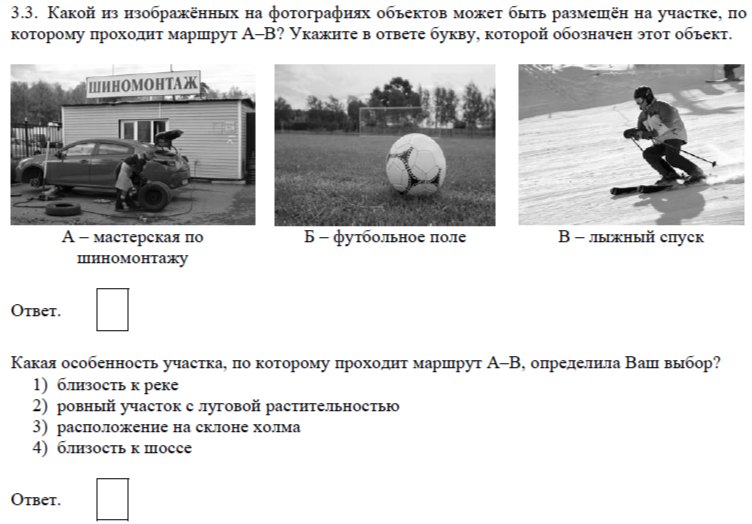 3.3. Какой из изображённых на фотографиях объектов может быть размещён на участке, по
которому проходит маршрут А–В? Укажите в ответе букву, которой обозначен этот объект.
ШИНОМОНТАЖ
А – мастерская по
шиномонтажу
Б – футбольное поле
В – лыжный спуск
Ответ.
Какая особенность участка, по которому проходит маршрут А–В, определила Ваш выбор?
1) близость к реке
2) ровный участок с луговой растительностью
3) расположение на склоне холма
4) близость к шоссе
Ответ.